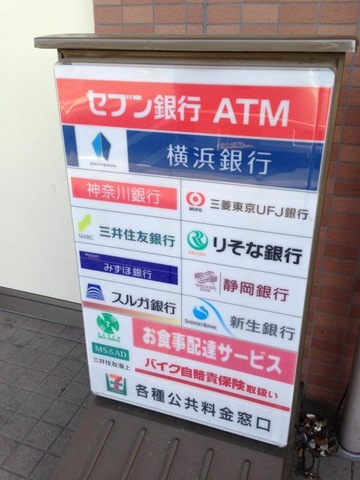 セブン銀行 ATM
横浜銀行
神奈川銀行
MUFG 三菱東京UFJ銀行
SMBC 三井住友銀行
りそな銀行
みずほ銀行
静岡銀行
スルガ銀行
SHINSEI BANK 新生銀行
お食事配達サービス
MS&AD
三井住友海上
バイク自賠責保険取扱い
各種公共料金窓口